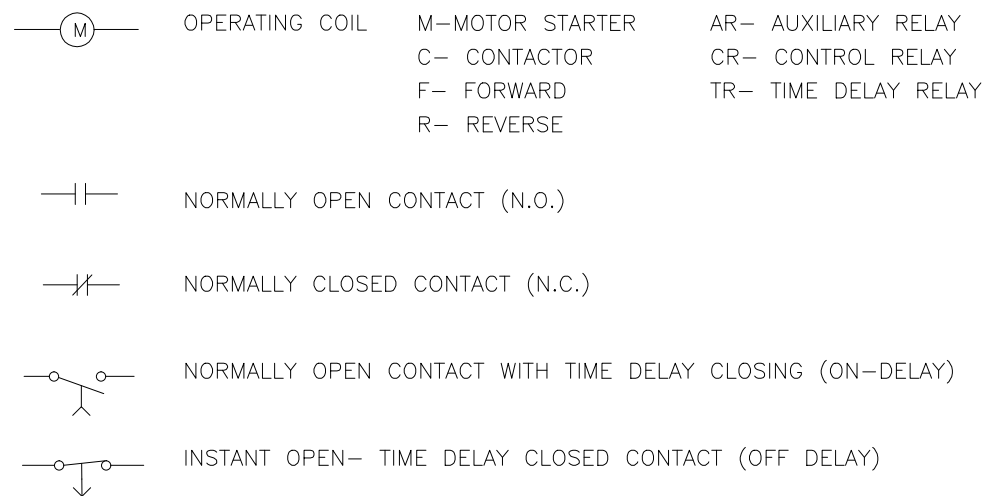 M OPERATING COIL M—MOTOR STARTER AR— AUXILIARY RELAY
C— CONTACTOR CR— CONTROL RELAY
F— FORWARD TR— TIME DELAY RELAY
R— REVERSE
NORMALLY OPEN CONTACT (N.O.)
NORMALLY CLOSED CONTACT (N.C.)
NORMALLY OPEN CONTACT WITH TIME DELAY CLOSING (ON—DELAY)
INSTANT OPEN— TIME DELAY CLOSED CONTACT (OFF DELAY)